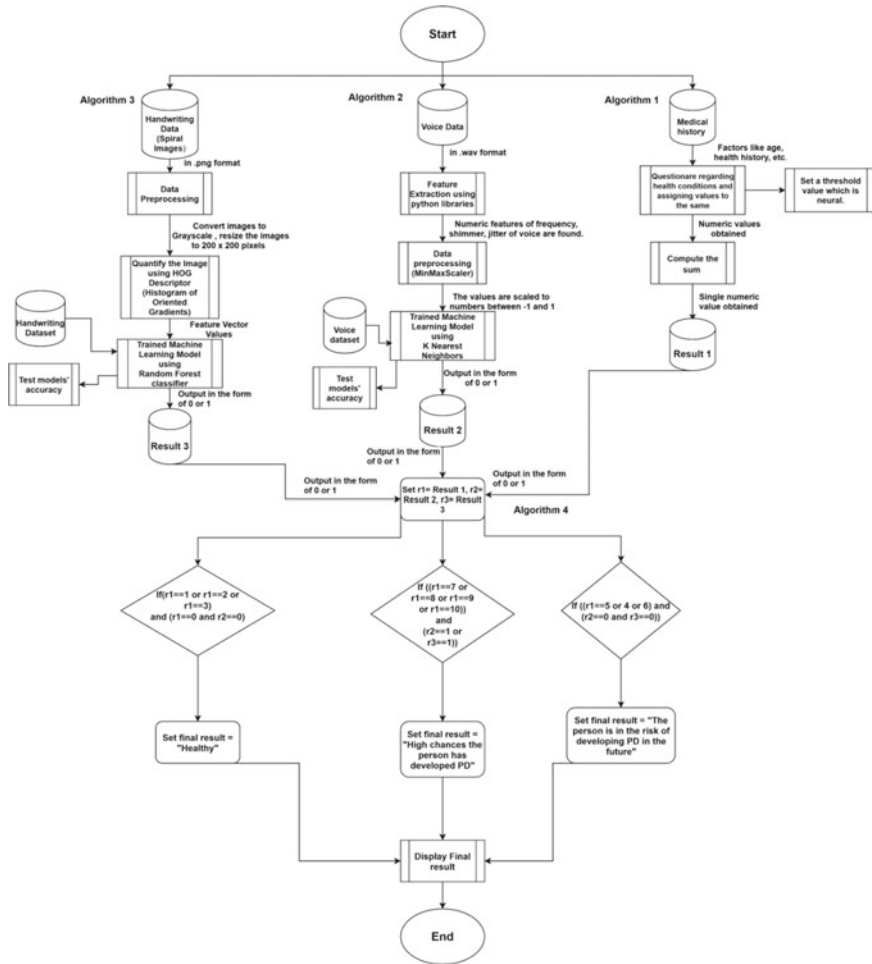 Start
Algorithm 3
Algorithm 2
Algorithm 1
Handwriting
Data
(Spiral
Images)
Voice Data
Medical
history
in .png format
in .wav format
Factors like age,
health history, etc.
Data
Preprocessing
Feature
Extraction using
python libraries
Questionare regarding
health conditions and
assigning values to
the same
Set a threshold
value which is
neural.
Convert images to
Grayscale , resize the images
to 200 x 200 pixels
Numeric features of frequency,
shimmer, jitter of voice are found.
Numeric values
obtained
Quantify the Image
using HOG
Descriptor
(Histogram of
Oriented
Gradients)
Data
preprocessing
(MinMaxScaler)
Compute the
sum
The values are scaled to
numbers between -1 and 1
Single numeric
value obtained
Handwriting
Dataset
Feature Vector
Values
Voice
dataset
Trained Machine
Learning Model
using
K Nearest
Neighbors
Result 1
Trained Machine
Learning Model
using
Random Forest
classifier
Test models'
accuracy
Test models'
accuracy
Output in the form
of 0 or 1
Output in the form
of 0 or 1
Result 3
Result 2
Output in the form
of 0 or 1
Output in the form
of 0 or 1
Output in the form
of 0 or 1
Set r1= Result 1, r2=
Result 2, r3= Result
3
Algorithm 4
If(r1==1 or r1==2 or
r1==3)
and (r1==0 and r2==0)
If ((r1==7 or
r1==8 or r1==9
or r1==10))
and
(r2==1 or
r3==1))
If ((r1==5 or 4 or 6) and
(r2==0 and r3==0))
Set final result =
"Healthy"
Set final result =
"High chances the
person has
developed PD"
Set final result = "The
person is in the risk of
developing PD in the
future"
Display Final
result
End